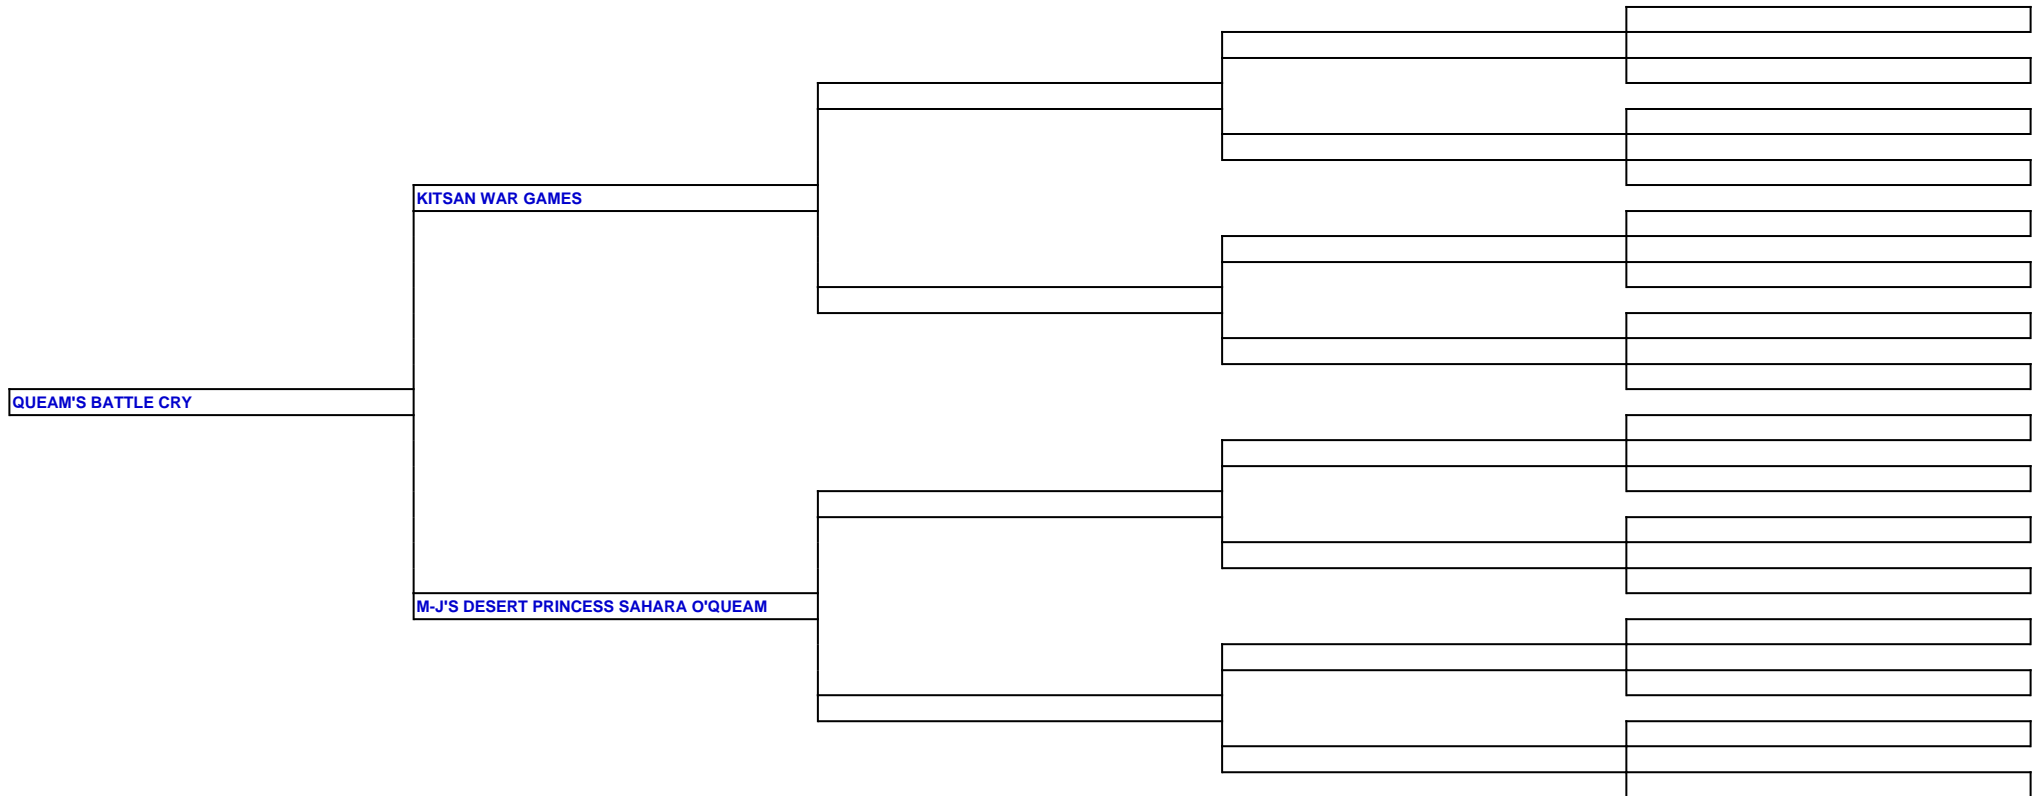 KITSAN WAR GAMES
QUEAM'S BATTLE CRY
M-J'S DESERT PRINCESS SAHARA O'QUEAM